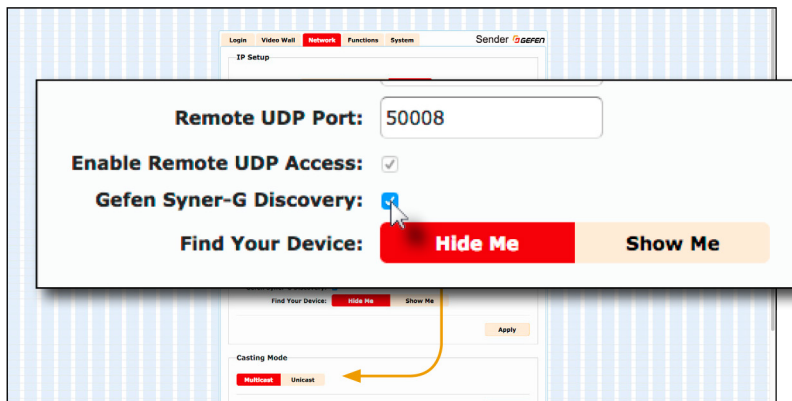 Login Video Wall Network Functions System Sender GEFEN
IP Setup
Remote UDP Port: 50008
Enable Remote UDP Access:
Gefen Syner-G Discovery:
Find Your Device: Hide Me Show Me
Find Your Device: Hide Me Show Me
Apply
Casting Mode
Multicast Unicast